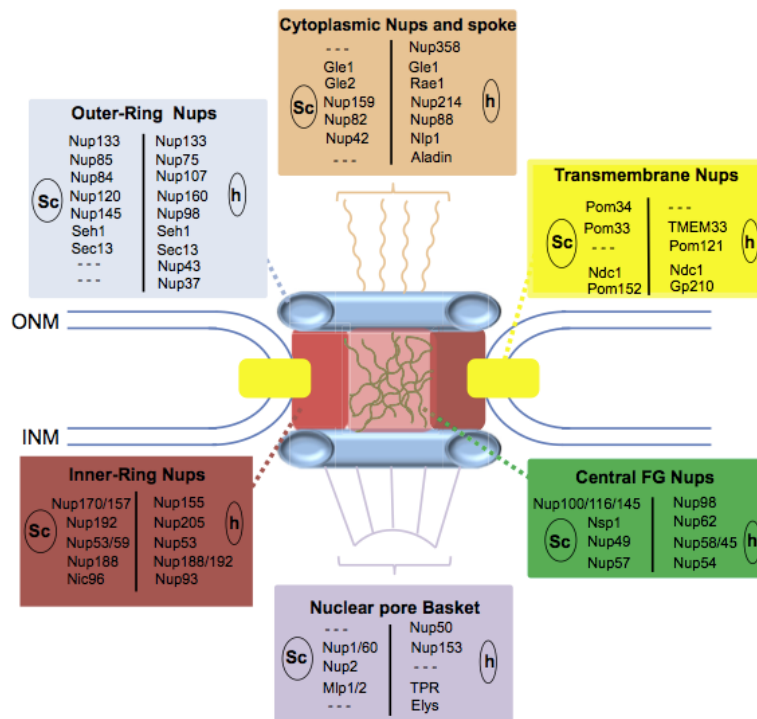 Cytoplasmic Nups and spoke
- - - Nup358
Gle1 Gle1
Gle2 Rae1
Sc Nup159 Nup214 h
Nup82 Nup88
Nup42 Nlp1
- - - Aladin
Outer-Ring Nups
Nup133 Nup133
Nup85 Nup75
Nup84 Nup107
Sc Nup120 Nup160 h
Nup145 Nup98
Seh1 Seh1
Sec13 Sec13
- - - Nup43
- - - Nup37
Transmembrane Nups
Pom34 - - -
Sc Pom33 TMEM33 h
- - - Pom121
Ndc1 Ndc1
Pom152 Gp210
ONM
INM
Inner-Ring Nups
Nup170/157 Nup155
Sc Nup192 Nup205 h
Nup53/59 Nup53
Nup188 Nup188/192
Nic96 Nup93
Central FG Nups
Nup100/116/145 Nup98
Nsp1 Nup62
Sc Nup49 Nup58/45 h
Nup57 Nup54
Nuclear pore Basket
- - - Nup50
Sc Nup1/60 Nup153 h
Nup2 - - -
Mlp1/2 TPR
- - - Elys